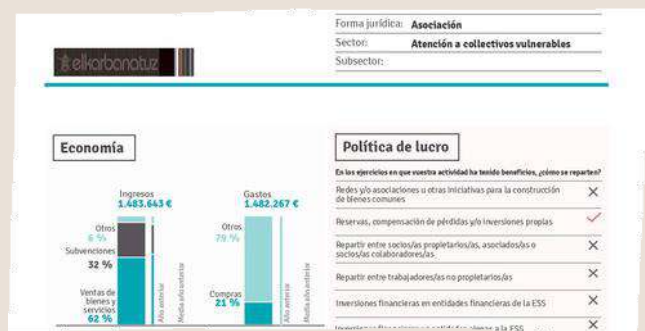 Forma jurídica: Asociación
Sector: Atención a collectivos vulnerables
Subsector:
elkarbanatuz
Economía
Ingresos
1.483.643 €
Otros
6 %
Subvenciones
32 %
Ventas de
bienes y
servicios
62 %
Año anterior
Media año anterior
Gastos
1.482.267 €
Otros
79 %
Compras
21 %
Año anterior
Media año anterior
Política de lucro
En los ejercicios en que vuestra actividad ha tenido beneficios, ¿cómo se reparten?
Redes y/o asociaciones u otras iniciativas para la construcción
de bienes comunes
Reservas, compensación de pérdidas y/o inversiones propias
Repartir entre socios/as propietarios/as, asociados/as o
socios/as colaboradores/as
Repartir entre trabajadores/as no propietarios/as
Inversiones financieras en entidades financieras de la ESS